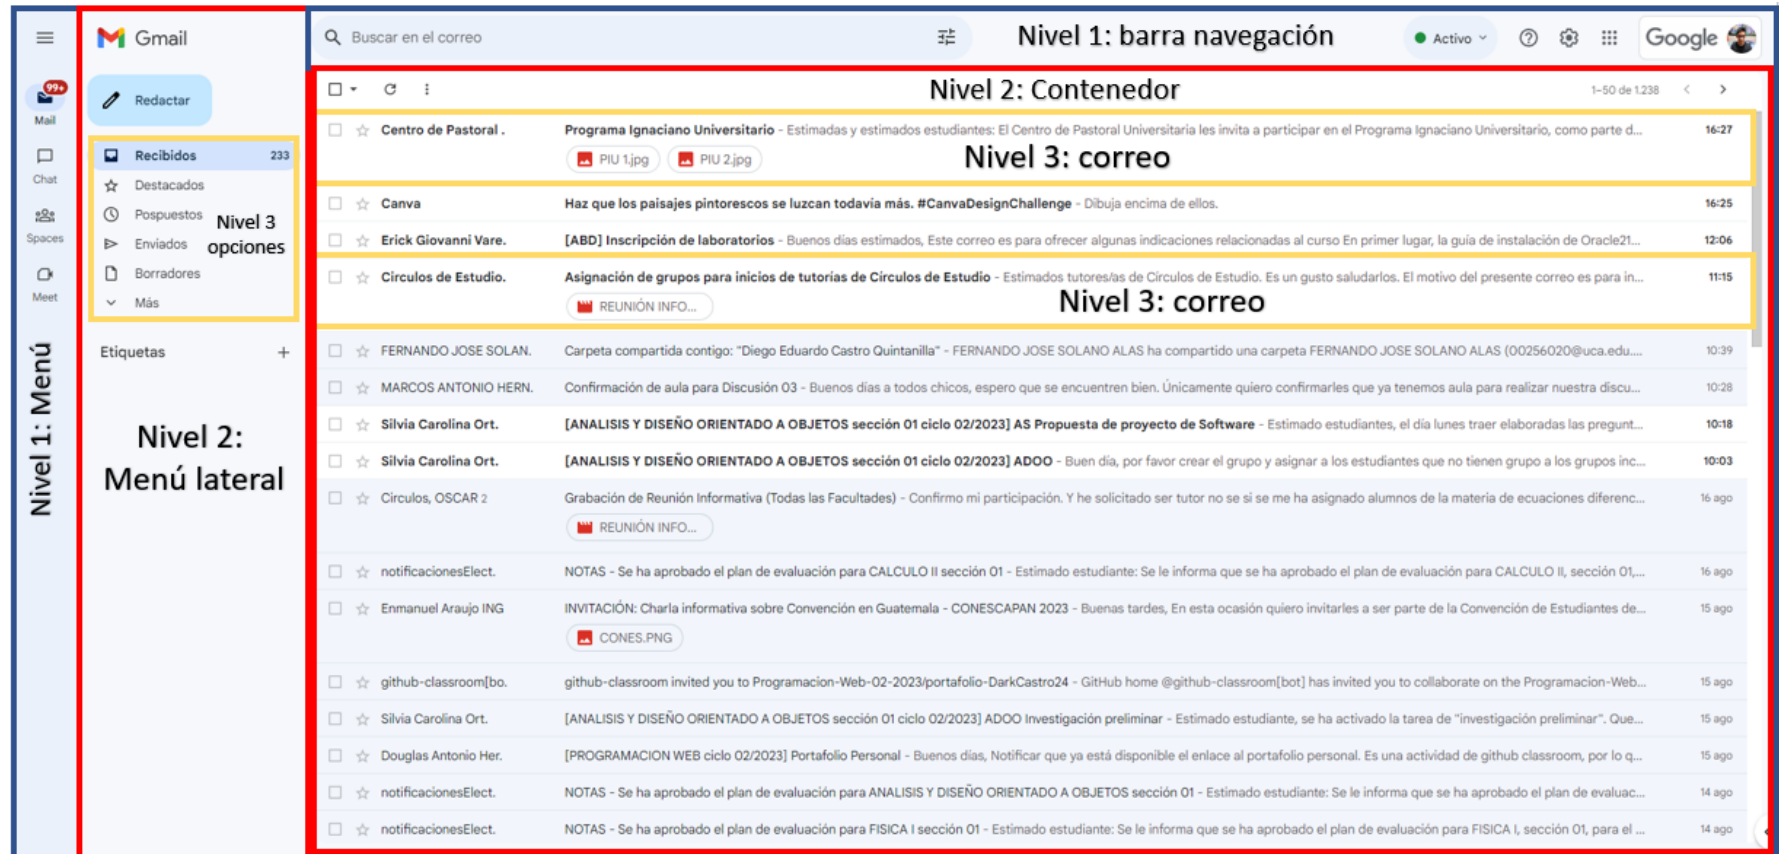 Gmail
Buscar en el correo
Nivel 1: barra navegación
Activo
Google
99+
Mail
Chat
Spaces
Meet
Nivel 1: Menú
Redactar
Recibidos 233
Destacados
Pospuestos
Enviados
Borradores
Más
Nivel 3
opciones
Etiquetas +
Nivel 2:
Menú lateral
Nivel 2: Contenedor
1–50 de 1.238
Centro de Pastoral . Programa Ignaciano Universitario - Estimadas y estimados estudiantes: El Centro de Pastoral Universitaria les invita a participar en el Programa Ignaciano Universitario, como parte d... 16:27
PIU 1.jpg PIU 2.jpg
Nivel 3: correo
Canva Haz que los paisajes pintorescos se luzcan todavía más. #CanvaDesignChallenge - Dibuja encima de ellos. 16:25
Erick Giovanni Vare. [ABD] Inscripción de laboratorios - Buenos días estimados, Este correo es para ofrecer algunas indicaciones relacionadas al curso En primer lugar, la guía de instalación de Oracle21... 12:06
Círculos de Estudio. Asignación de grupos para inicios de tutorías de Círculos de Estudio - Estimados tutores/as de Círculos de Estudio. Es un gusto saludarlos. El motivo del presente correo es para in... 11:15
REUNIÓN INFO...
Nivel 3: correo
FERNANDO JOSE SOLAN. Carpeta compartida contigo: "Diego Eduardo Castro Quintanilla" - FERNANDO JOSE SOLANO ALAS ha compartido una carpeta FERNANDO JOSE SOLANO ALAS (00256020@uca.edu.... 10:39
MARCOS ANTONIO HERN. Confirmación de aula para Discusión 03 - Buenos días a todos chicos, espero que se encuentren bien. Únicamente quiero confirmarles que ya tenemos aula para realizar nuestra discu... 10:28
Silvia Carolina Ort. [ANALISIS Y DISEÑO ORIENTADO A OBJETOS sección 01 ciclo 02/2023] AS Propuesta de proyecto de Software - Estimado estudiantes, el día lunes traer elaboradas las pregunt... 10:18
Silvia Carolina Ort. [ANALISIS Y DISEÑO ORIENTADO A OBJETOS sección 01 ciclo 02/2023] ADOO - Buen día, por favor crear el grupo y asignar a los estudiantes que no tienen grupo a los grupos inc... 10:03
Círculos, OSCAR 2 Grabación de Reunión Informativa (Todas las Facultades) - Confirmo mi participación. Y he solicitado ser tutor no se si se me ha asignado alumnos de la materia de ecuaciones diferenc... 16 ago
REUNIÓN INFO...
notificacionesElect. NOTAS - Se ha aprobado el plan de evaluación para CALCULO II sección 01 - Estimado estudiante: Se le informa que se ha aprobado el plan de evaluación para CALCULO II, sección 01,... 16 ago
Enmanuel Araujo ING INVITACIÓN: Charla informativa sobre Convención en Guatemala - CONESCAPAN 2023 - Buenas tardes, En esta ocasión quiero invitarles a ser parte de la Convención de Estudiantes de... 15 ago
CONES.PNG
github-classroom[bo. github-classroom invited you to Programacion-Web-02-2023/portafolio-DarkCastro24 - GitHub home @github-classroom[bot] has invited you to collaborate on the Programacion-Web... 15 ago
Silvia Carolina Ort. [ANALISIS Y DISEÑO ORIENTADO A OBJETOS sección 01 ciclo 02/2023] ADOO Investigación preliminar - Estimado estudiante, se ha activado la tarea de "investigación preliminar". Que... 15 ago
Douglas Antonio Her. [PROGRAMACION WEB ciclo 02/2023] Portafolio Personal - Buenos días, Notificar que ya está disponible el enlace al portafolio personal. Es una actividad de github classroom, por lo q... 15 ago
notificacionesElect. NOTAS - Se ha aprobado el plan de evaluación para ANALISIS Y DISEÑO ORIENTADO A OBJETOS sección 01 - Estimado estudiante: Se le informa que se ha aprobado el plan de evaluac... 14 ago
notificacionesElect. NOTAS - Se ha aprobado el plan de evaluación para FISICA I sección 01 - Estimado estudiante: Se le informa que se ha aprobado el plan de evaluación para FISICA I, sección 01, para el ... 14 ago